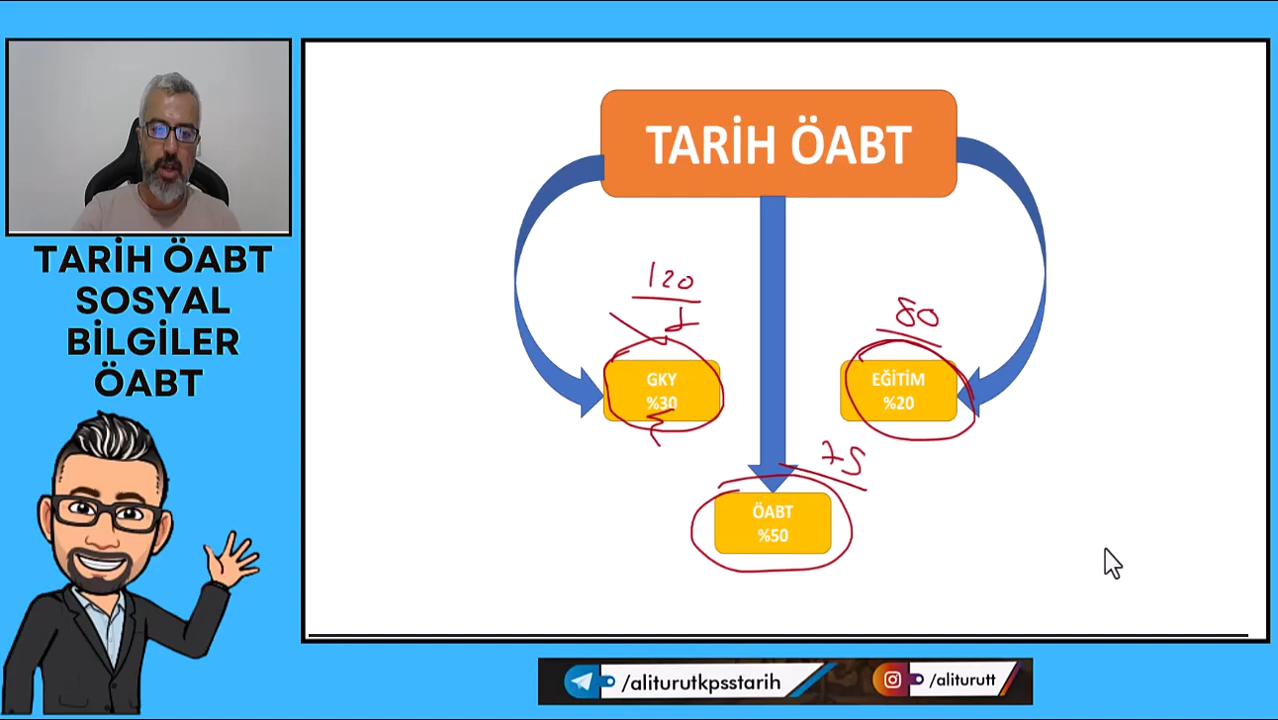 TARİH ÖABT
SOSYAL
BİLGİLER
ÖABT
TARİH ÖABT
120
80
GKY
%30
EĞİTİM
%20
75
ÖABT
%50
/aliturutkpsstarih
/aliturutt